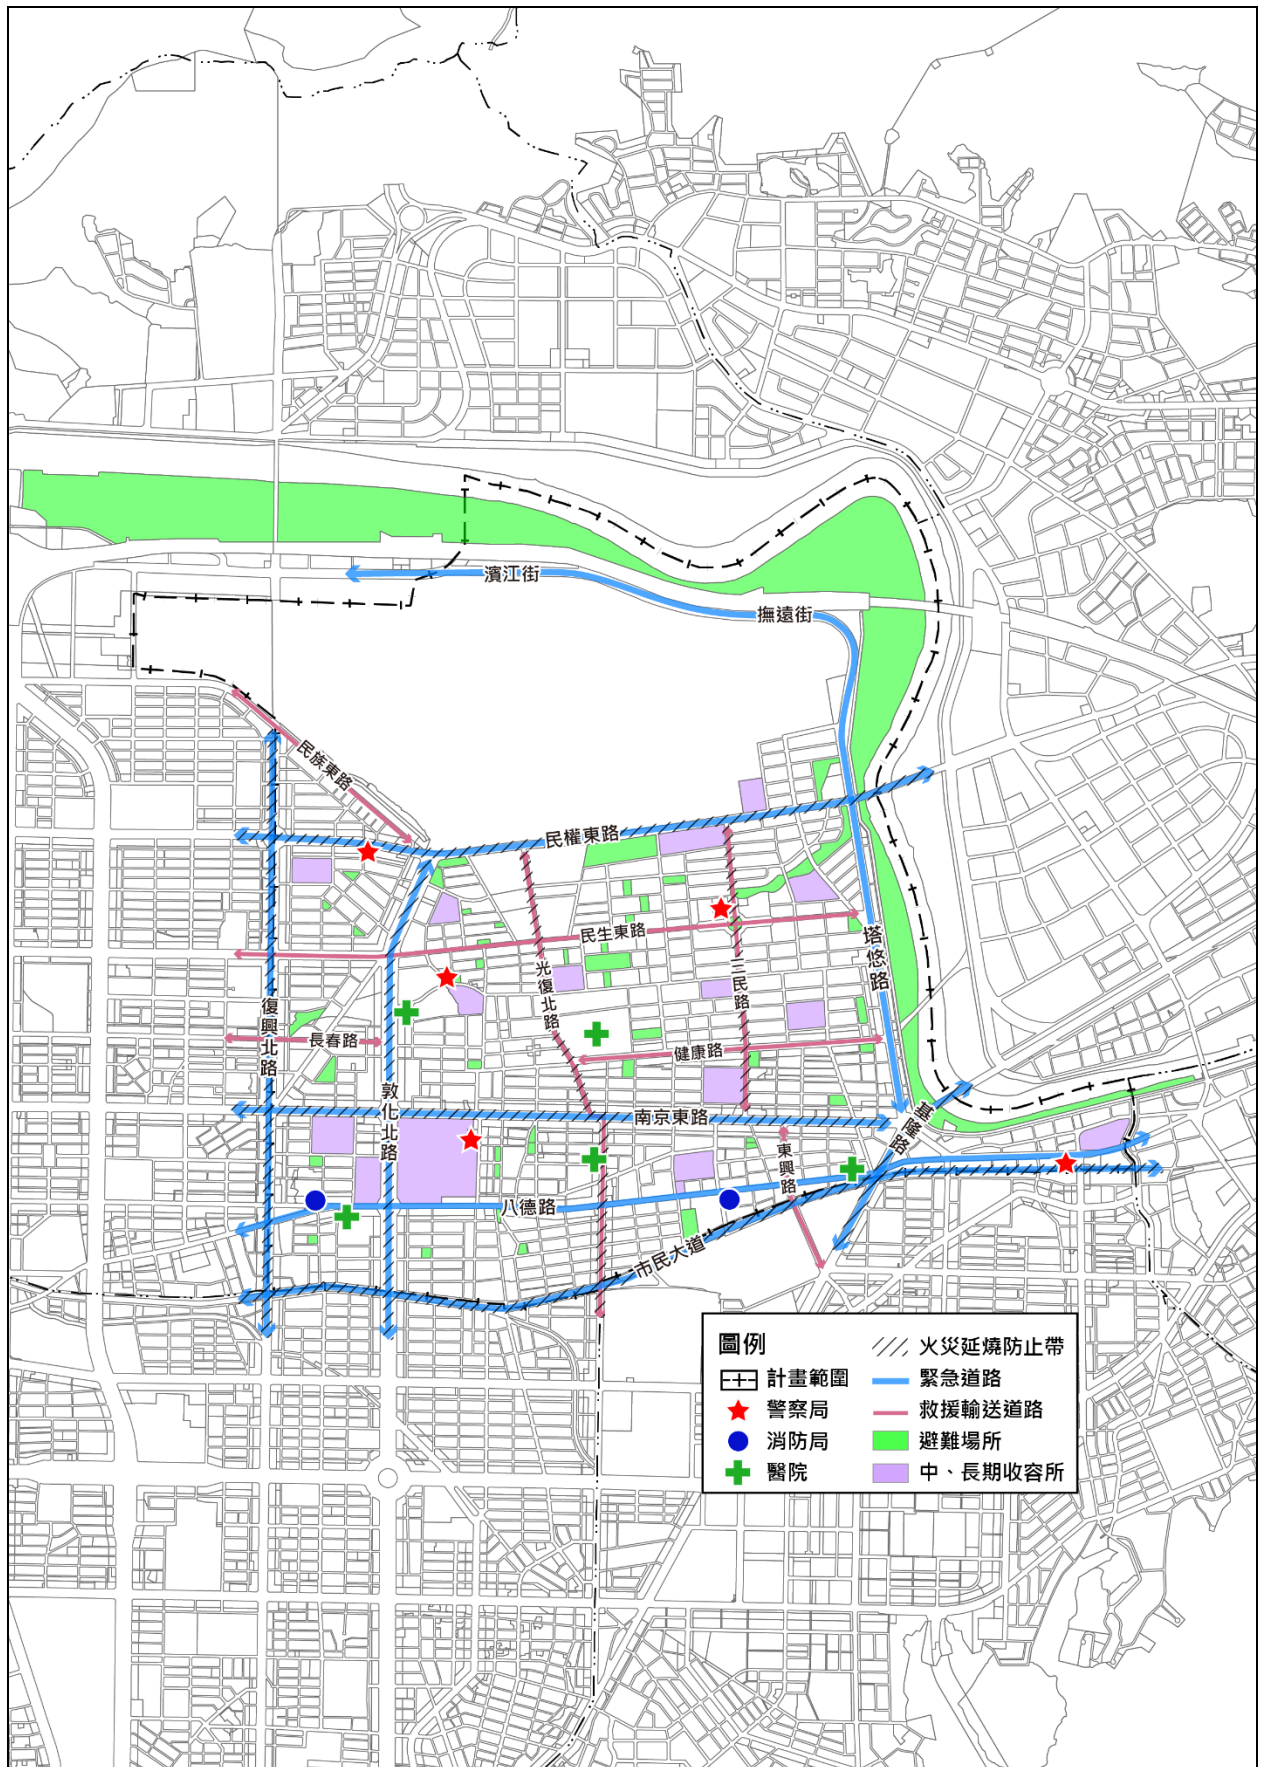 濱江街
撫遠街
民族東路
民權東路
民生東路
塔悠路
光復北路
三民路
復興北路
長春路
健康路
敦化北路
南京東路
基隆路
東興路
八德路
市民大道
圖例
計畫範圍
警察局
消防局
醫院
火災延燒防止帶
緊急道路
救援輸送道路
避難場所
中、長期收容所